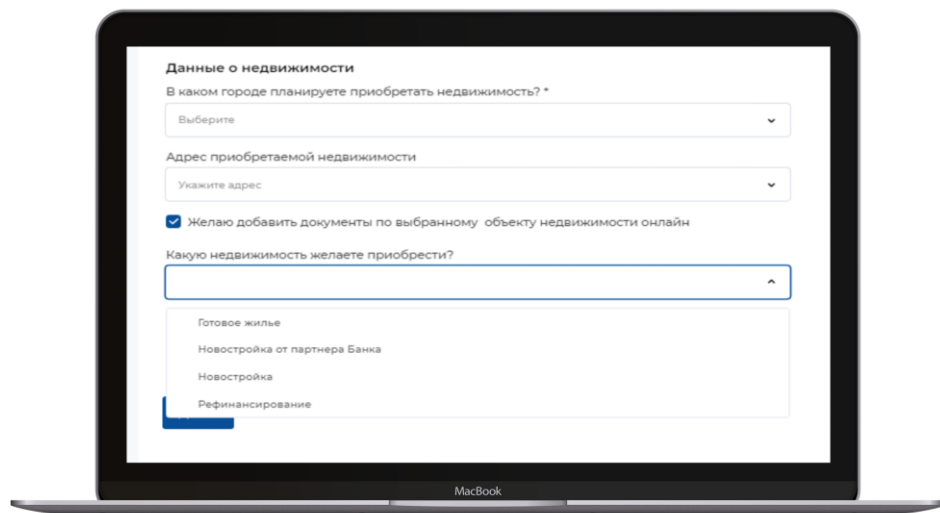 Данные о недвижимости
В каком городе планируете приобретать недвижимость? *
Выберите
Адрес приобретаемой недвижимости
Укажите адрес
Желаю добавить документы по выбранному объекту недвижимости онлайн
Какую недвижимость желаете приобрести?
Готовое жилье
Новостройка от партнера Банка
Новостройка
Рефинансирование
MacBook